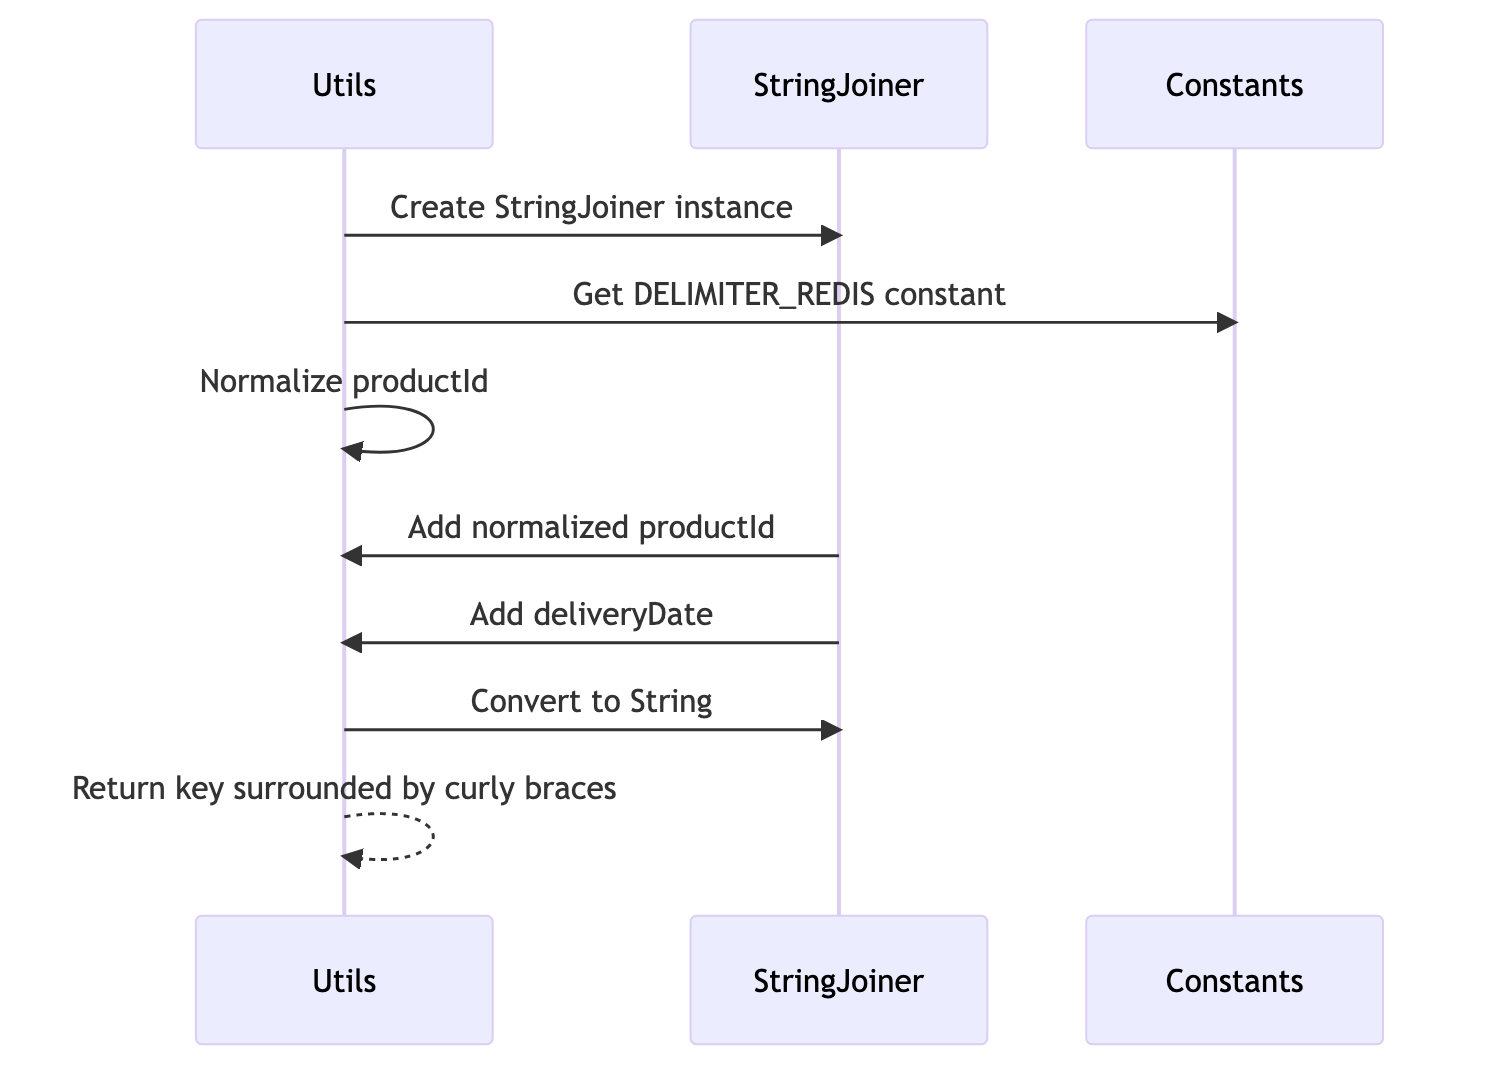 Utils
StringJoiner
Constants
Create StringJoiner instance
Get DELIMITER_REDIS constant
Normalize productId
Add normalized productId
Add deliveryDate
Convert to String
Return key surrounded by curly braces
Utils
StringJoiner
Constants